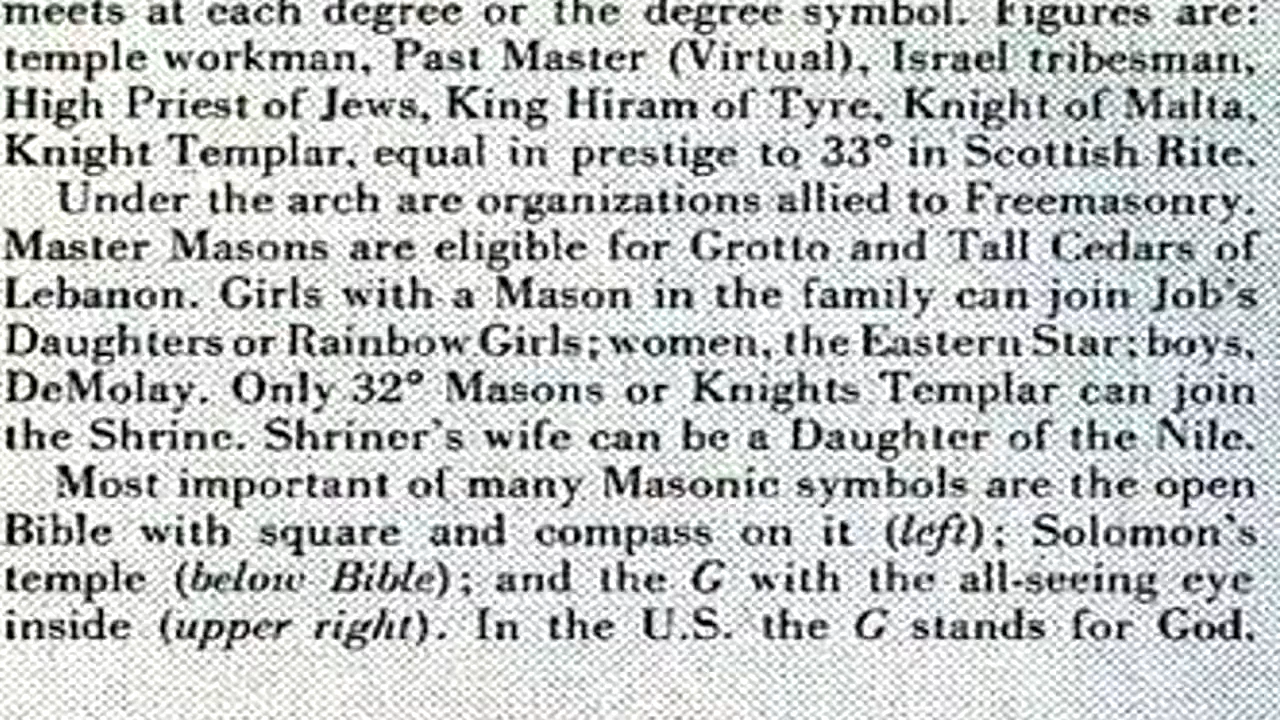 meets at each degree or the degree symbol. Figures are:
temple workman, Past Master (Virtual), Israel tribesman,
High Priest of Jews, King Hiram of Tyre, Knight of Malta,
Knight Templar, equal in prestige to 33° in Scottish Rite.
Under the arch are organizations allied to Freemasonry.
Master Masons are eligible for Grotto and Tall Cedars of
Lebanon. Girls with a Mason in the family can join Job's
Daughters or Rainbow Girls; women, the Eastern Star; boys,
DeMolay. Only 32° Masons or Knights Templar can join
the Shrine. Shriner's wife can be a Daughter of the Nile.
Most important of many Masonic symbols are the open
Bible with square and compass on it (left); Solomon's
temple (below Bible); and the G with the all-seeing eye
inside (upper right). In the U.S. the G stands for God.